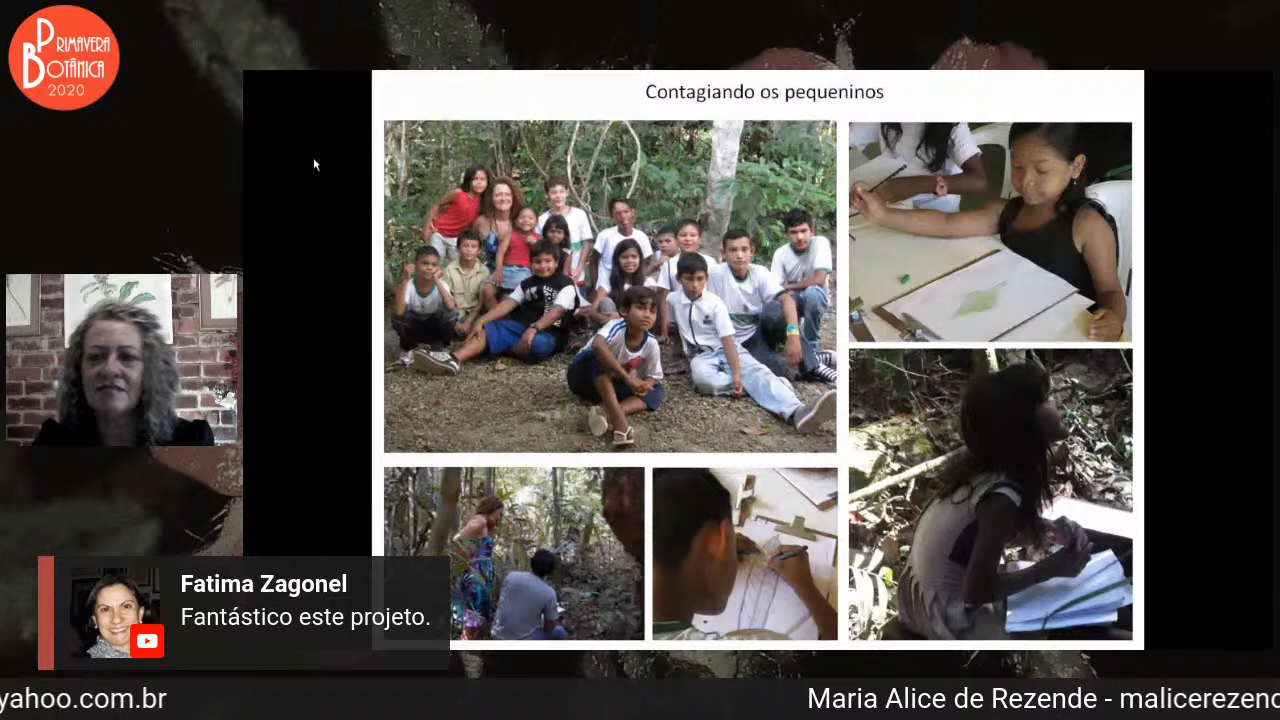 PRIMAVERA
BOTÂNICA
2020
Contagiando os pequeninos
Fatima Zagonel
Fantástico este projeto.
yahoo.com.br
Maria Alice de Rezende - malicerezend